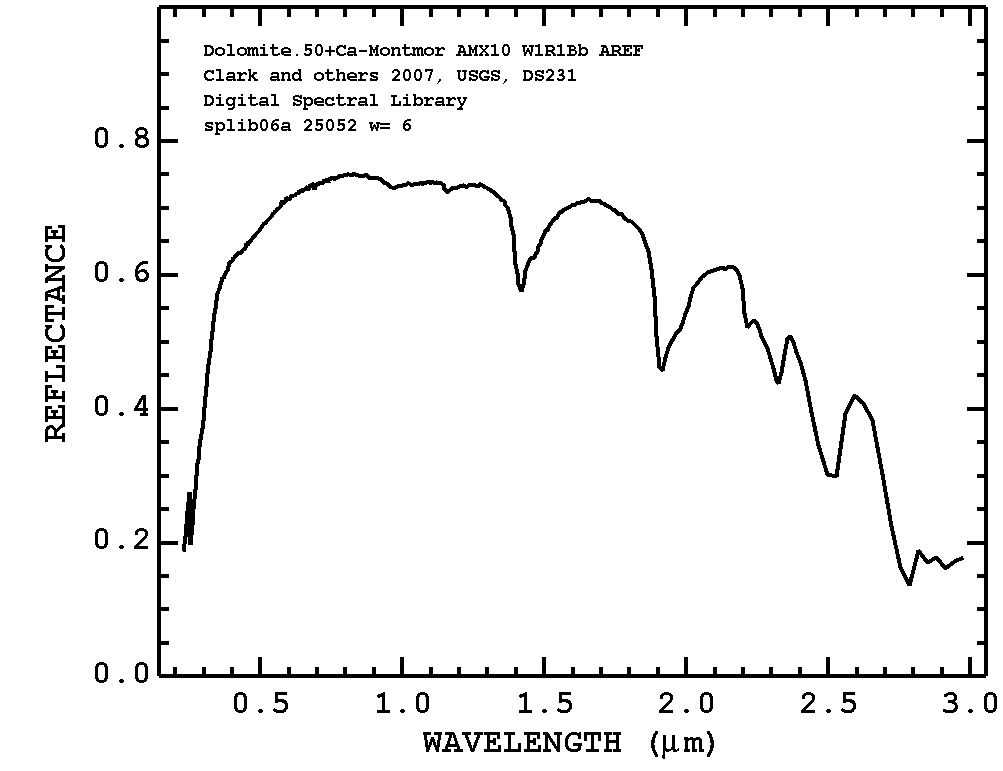 Dolomite.50+Ca-Montmor AMX10 W1R1Bb AREF
Clark and others 2007, USGS, DS231
Digital Spectral Library
splib06a 25052 w= 6
REFLECTANCE
0.8
0.6
0.4
0.2
0.0
0.5 1.0 1.5 2.0 2.5 3.0
WAVELENGTH (μm)